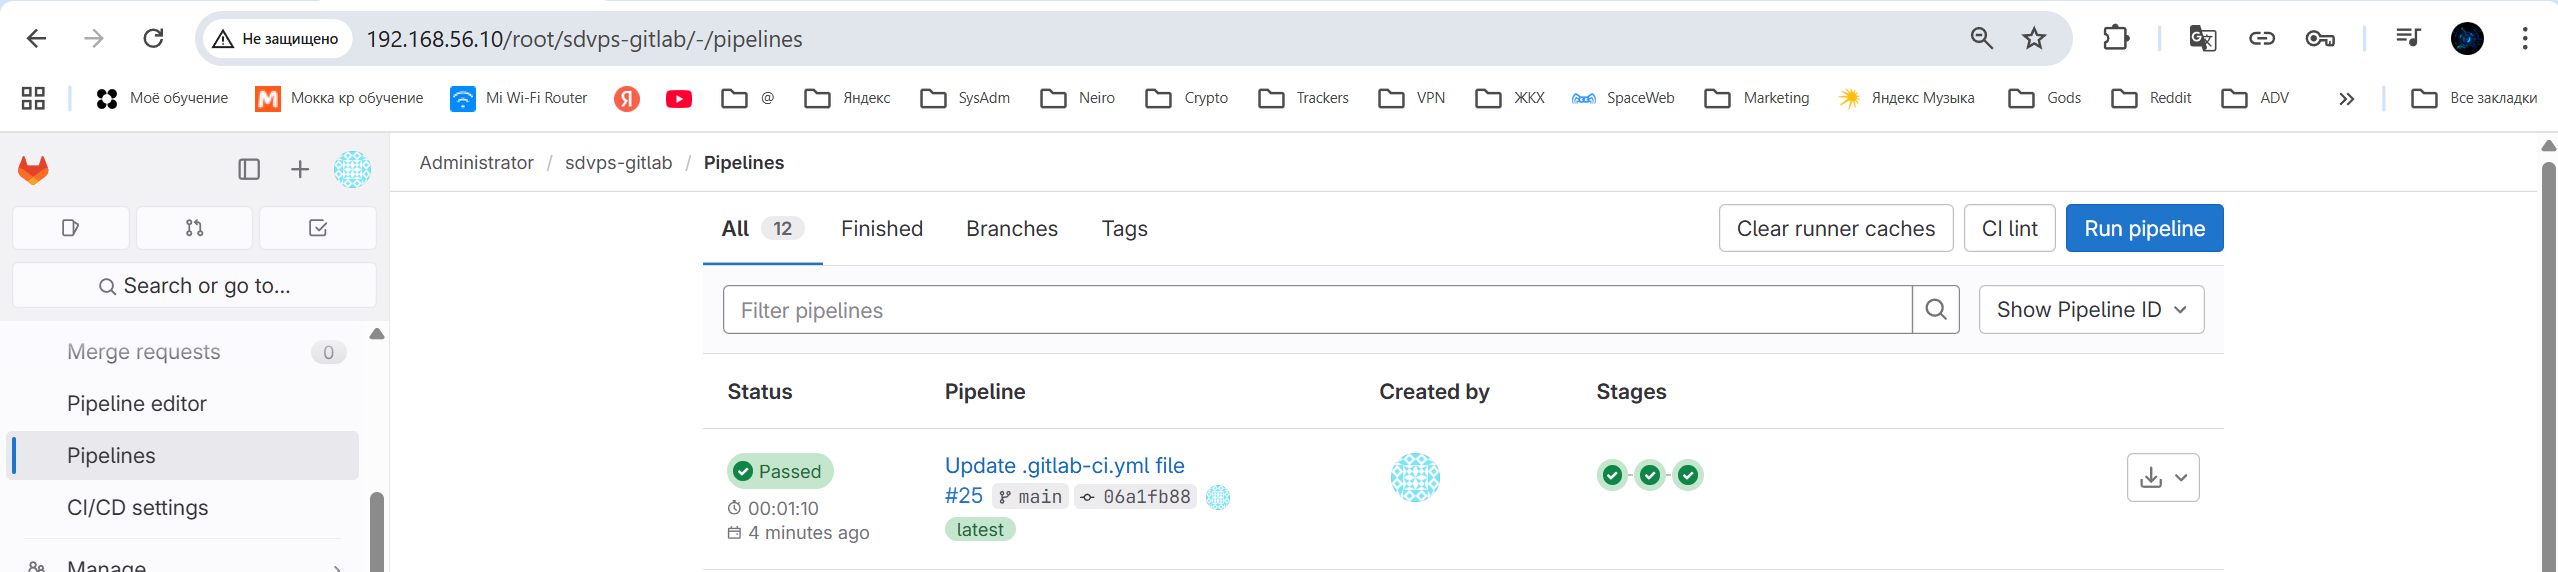 Не защищено 192.168.56.10/root/sdvps-gitlab/-/pipelines
Моё обучение Мокка кр обучение Mi Wi-Fi Router Я @ Яндекс SysAdm Neiro Crypto Trackers VPN ЖКХ SpaceWeb Marketing Яндекс Музыка Gods Reddit ADV Все закладки
Administrator / sdvps-gitlab / Pipelines
Search or go to...
Merge requests 0
Pipeline editor
Pipelines
CI/CD settings
Manage
All 12 Finished Branches Tags Clear runner caches CI lint Run pipeline
Filter pipelines Show Pipeline ID
Status Pipeline Created by Stages
Passed
00:01:10
4 minutes ago
Update .gitlab-ci.yml file
#25 main 06a1fb88
latest